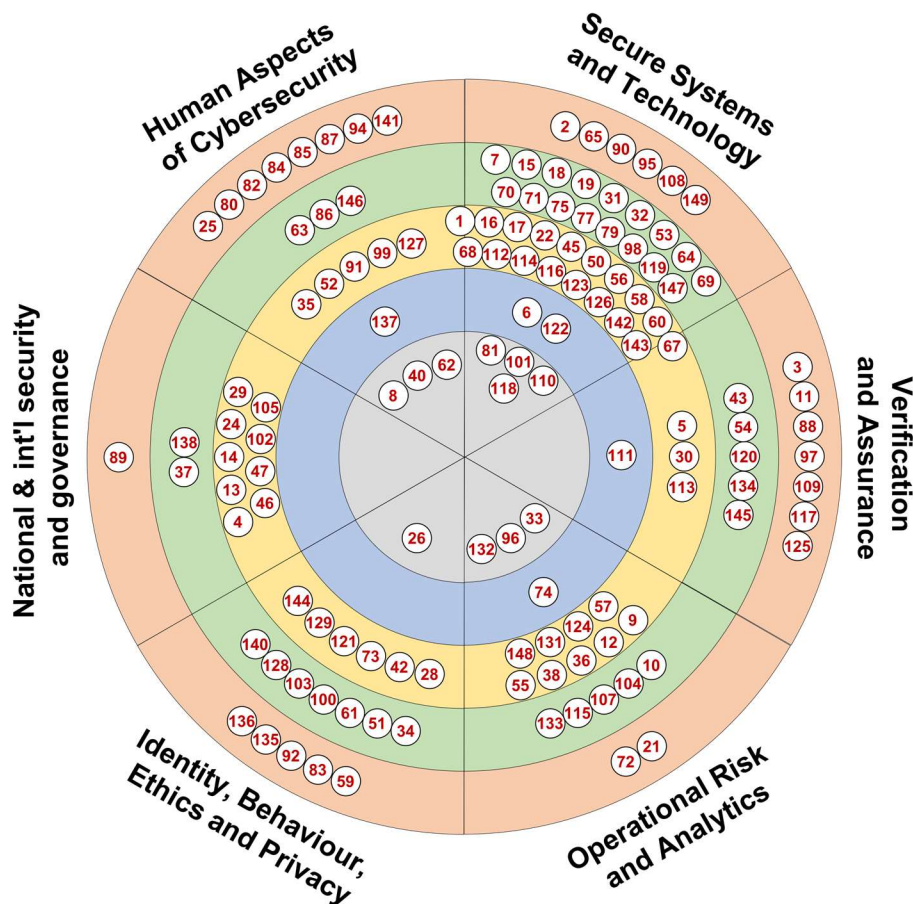 Human Aspects
of Cybersecurity
Secure Systems
and Technology
Verification
and Assurance
Operational Risk
and Analytics
Identity, Behaviour,
Ethics and Privacy
National & int'l security
and governance
25 80 82 84 85 87 94 141
63 86 146
35 52 91 99 127
137
8 40 62
2 65 90 95 108 149
7 15 18 19 31 32 53 64 69
70 71 75 77 79 98 119 147
1 16 17 22 45 50 56 58 60 67
68 112 114 116 123 126 142 143
6 122
81 101 110
118
3
11
88
97
109
117
125
43
54
120
134
145
5
30
113
111
33 96 132
74
57 124 131 148
9 12 36 38 55
10 104 107 115 133
21 72
26
144 129 121 73 42 28
140 128 103 100 61 51 34
136 135 92 83 59
29 105
24 102
14 47
13 46
4
138
37
89